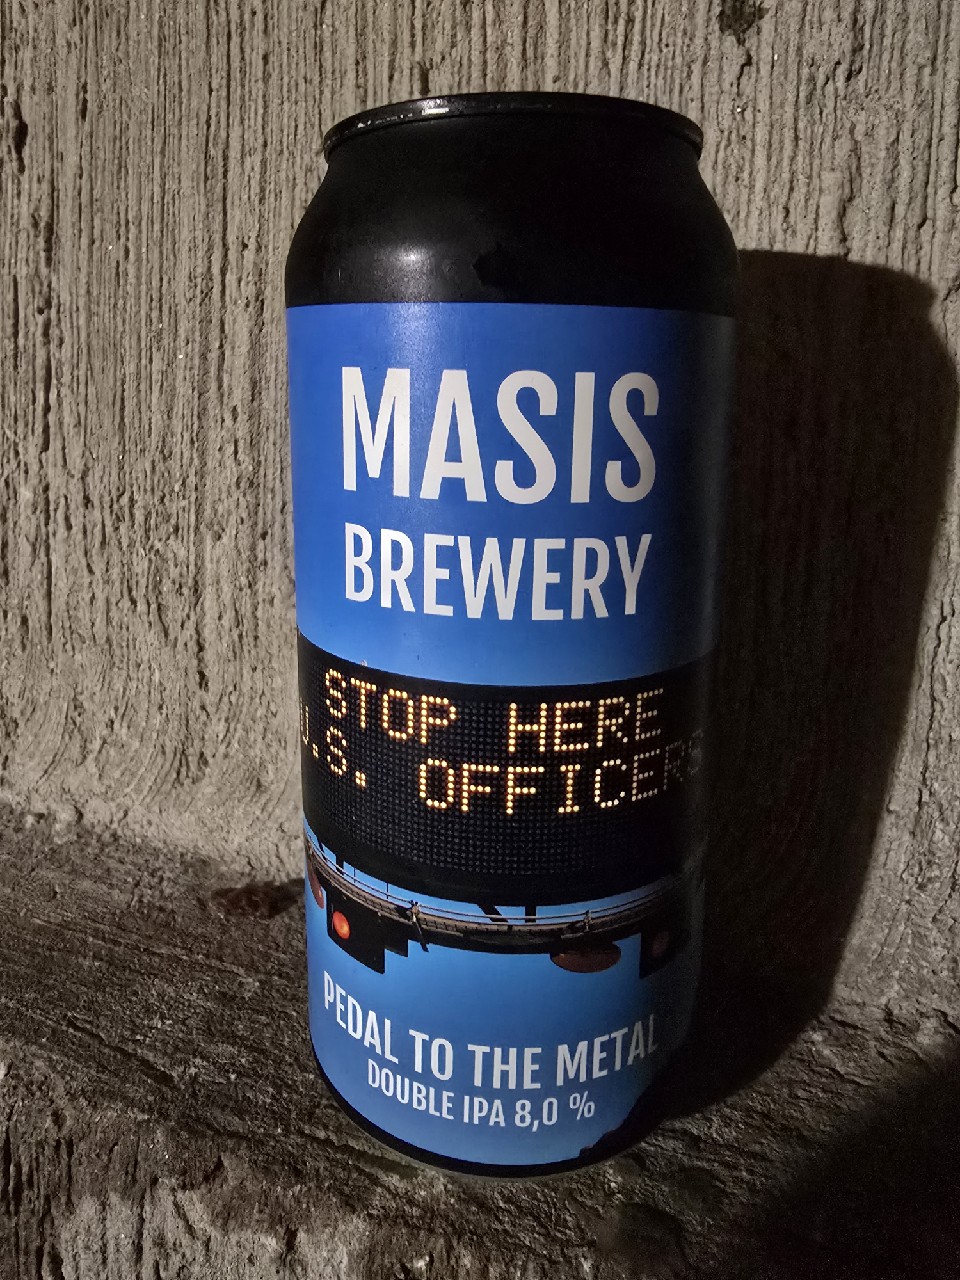 MASIS
BREWERY
STOP HERE
U.S. OFFICERS
PEDAL TO THE METAL
DOUBLE IPA 8,0 %